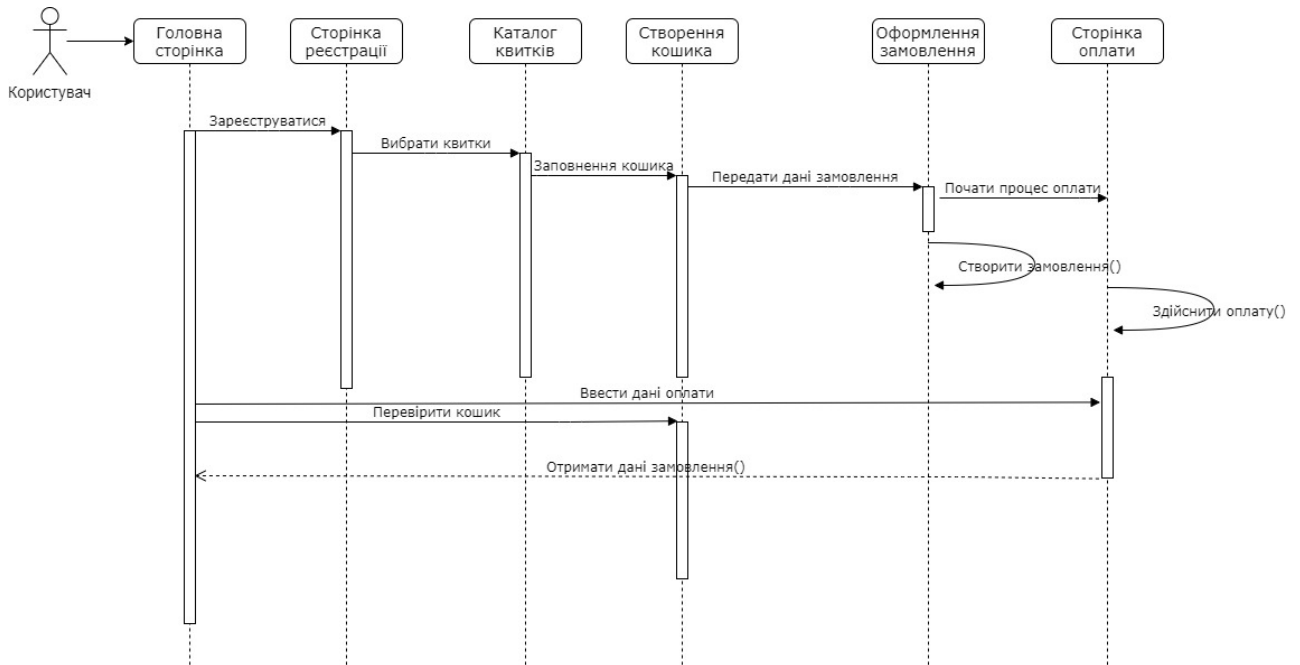 Головна
сторінка
Сторінка
реєстрації
Каталог
квитків
Створення
кошика
Оформлення
замовлення
Сторінка
оплати
Користувач
Зареєструватися
Вибрати квитки
Заповнення кошика
Передати дані замовлення
Почати процес оплати
Створити замовлення()
Здійснити оплату()
Ввести дані оплати
Перевірити кошик
Отримати дані замовлення()